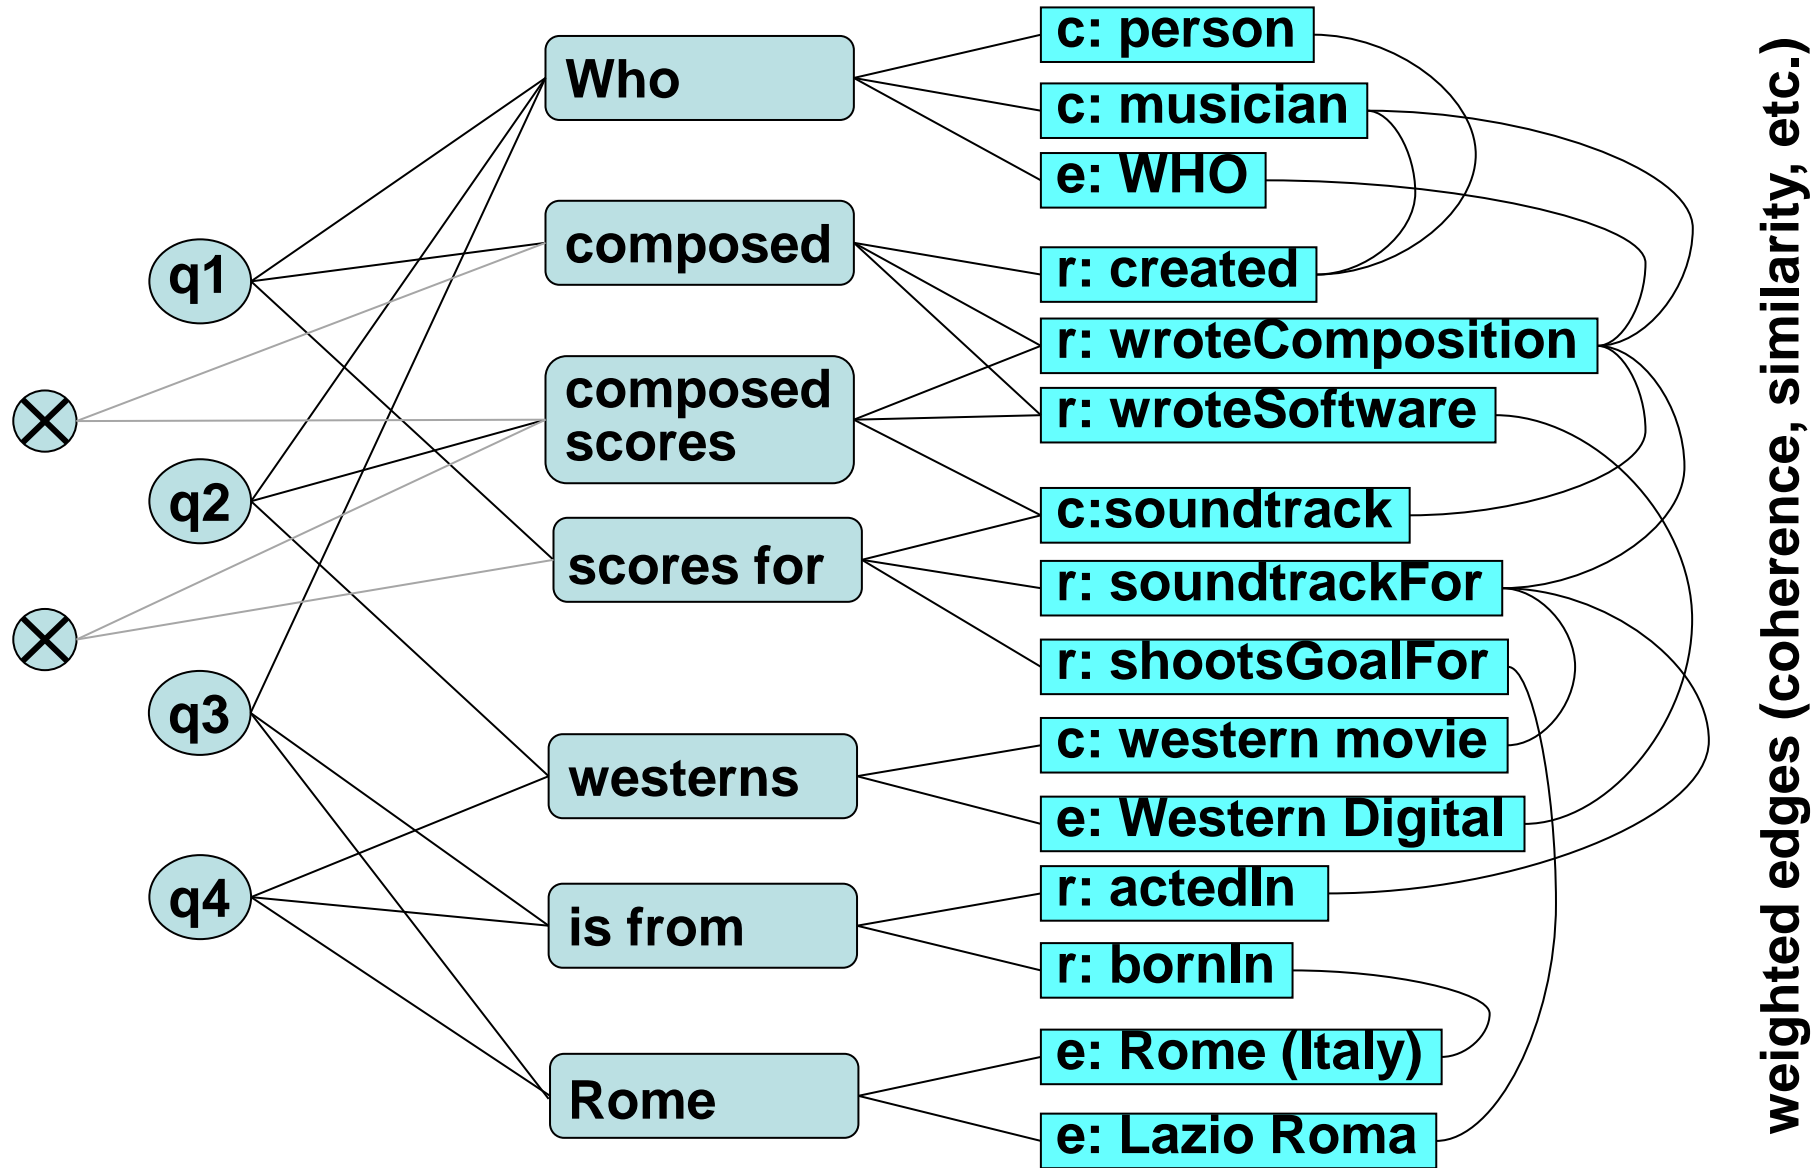 q1
q2
q3
q4
Who
composed
composed
scores
scores for
westerns
is from
Rome
c: person
c: musician
e: WHO
r: created
r: wroteComposition
r: wroteSoftware
c:soundtrack
r: soundtrackFor
r: shootsGoalFor
c: western movie
e: Western Digital
r: actedIn
r: bornIn
e: Rome (Italy)
e: Lazio Roma
weighted edges (coherence, similarity, etc.)